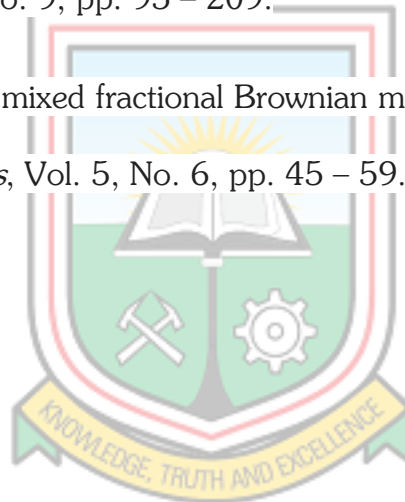 o. 9, pp. 93 – 209.
mixed fractional Brownian m
s, Vol. 5, No. 6, pp. 45 – 59.
KNOWLEDGE, TRUTH AND EXCELLENCE